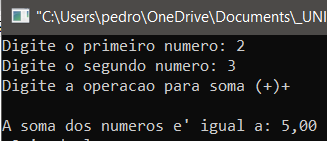 "C:\Users\pedro\OneDrive\Documents\_UNI
Digite o primeiro numero: 2
Digite o segundo numero: 3
Digite a operacao para soma (+)+
A soma dos numeros e' igual a: 5,00